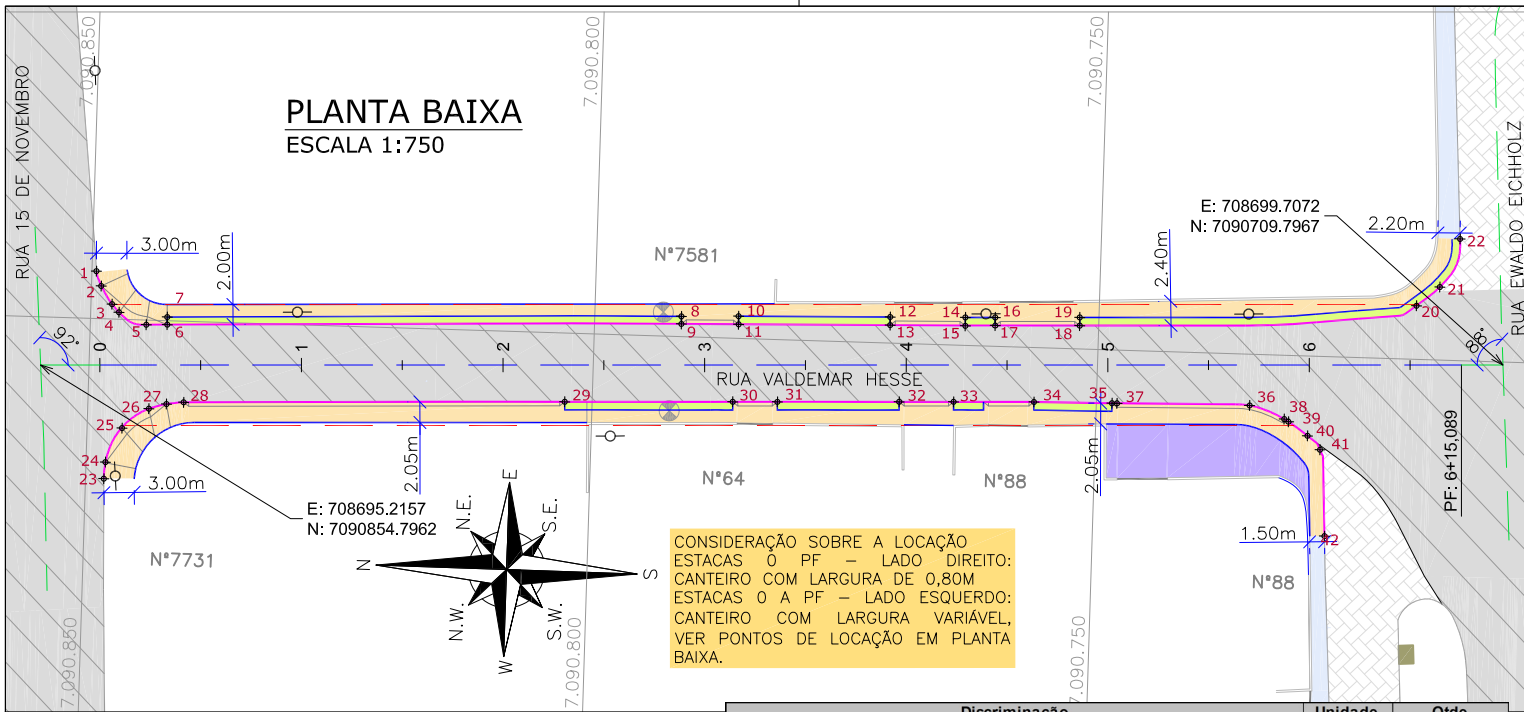 PLANTA BAIXA
ESCALA 1:750
RUA 15 DE NOVEMBRO
RUA EWALDO EICHHOLZ
RUA VALDEMAR HESSE
7.090.850
7.090.800
7.090.750
7.090.850
7.090.800
7.090.750
3.00m
2.00m
Nº7581
2.40m
2.20m
E: 708699.7072
N: 7090709.7967
1
2
3
4
5
6
7
8
9
10
11
12
13
14
15
16
17
19
18
20
21
22
92°
88°
0
1
2
3
4
5
6
23
24
25
26
27
28
29
30
31
32
33
34
35
37
36
38
39
40
41
12
3.00m
2.05m
2.05m
1.50m
PF: 6+15,089
E: 708695.2157
N: 7090854.7962
Nº7731
Nº64
Nº88
Nº88
N
N.E.
E
S.E.
S
S.W.
W
N.W.
CONSIDERAÇÃO SOBRE A LOCAÇÃO
ESTACAS 0 PF – LADO DIREITO:
CANTEIRO COM LARGURA DE 0,80M
ESTACAS 0 A PF – LADO ESQUERDO:
CANTEIRO COM LARGURA VARIÁVEL,
VER PONTOS DE LOCAÇÃO EM PLANTA
BAIXA.
Discriminação Unidade Qtde